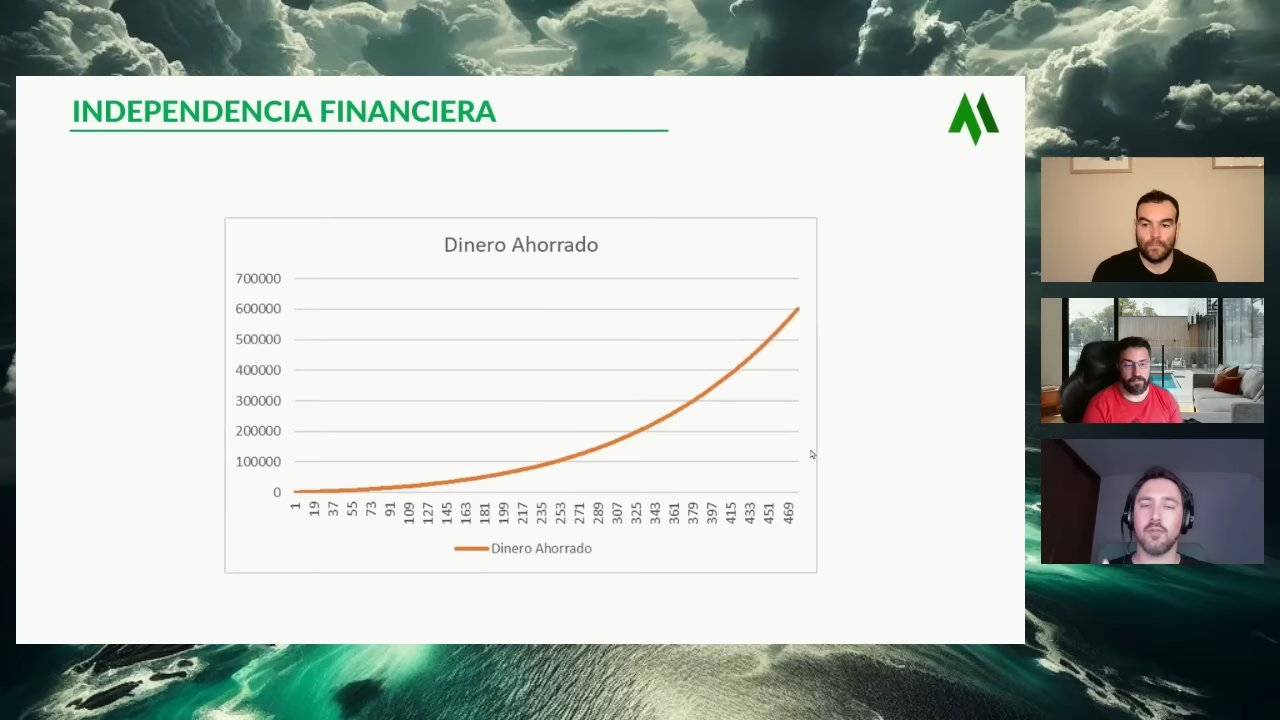 INDEPENDENCIA FINANCIERA
Dinero Ahorrado
700000
600000
500000
400000
300000
200000
100000
0
1 19 37 55 73 91 109 127 145 163 181 199 217 235 253 271 289 307 325 343 361 379 397 415 433 451 469
Dinero Ahorrado